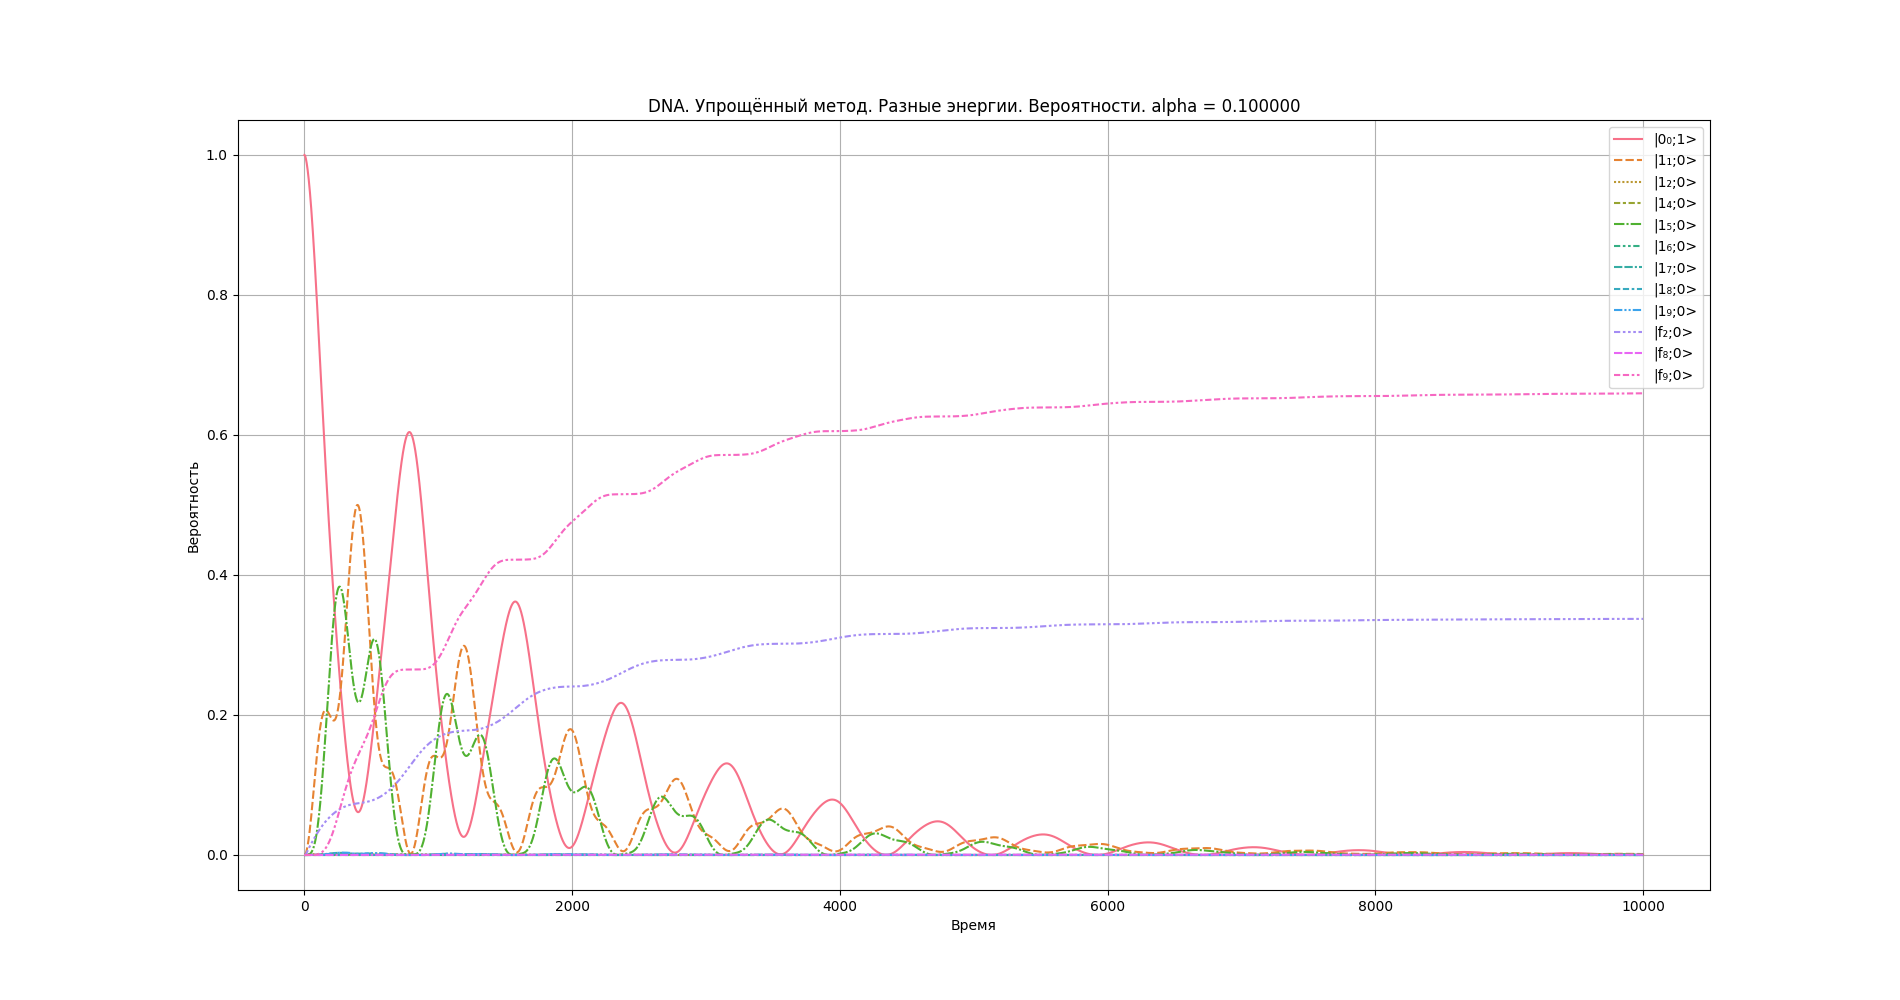 DNA. Упрощённый метод. Разные энергии. Вероятности. alpha = 0.100000
|0₀;1>
|1₁;0>
|1₂;0>
|1₄;0>
|1₅;0>
|1₆;0>
|1₇;0>
|1₈;0>
|1₉;0>
|f₂;0>
|f₈;0>
|f₉;0>
Вероятность
1.0
0.8
0.6
0.4
0.2
0.0
0 2000 4000 6000 8000 10000
Время